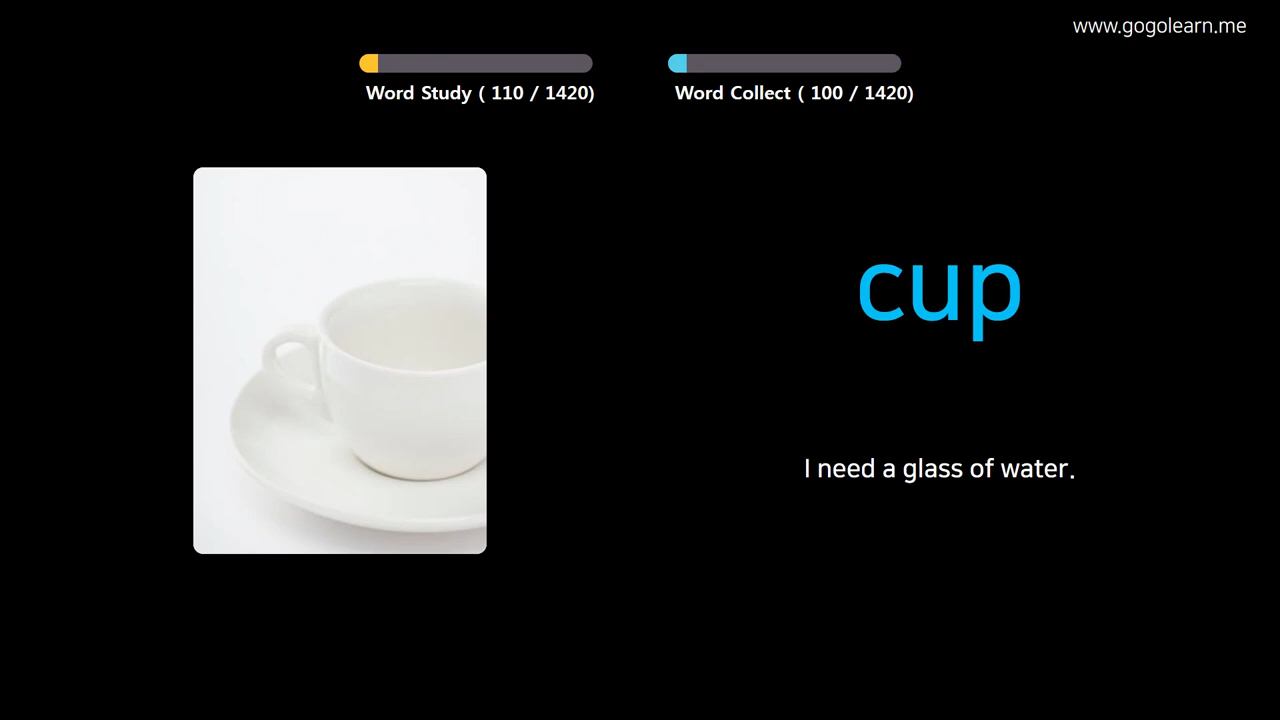 www.gogolearn.me
Word Study ( 110 / 1420)
Word Collect ( 100 / 1420)
cup
I need a glass of water.